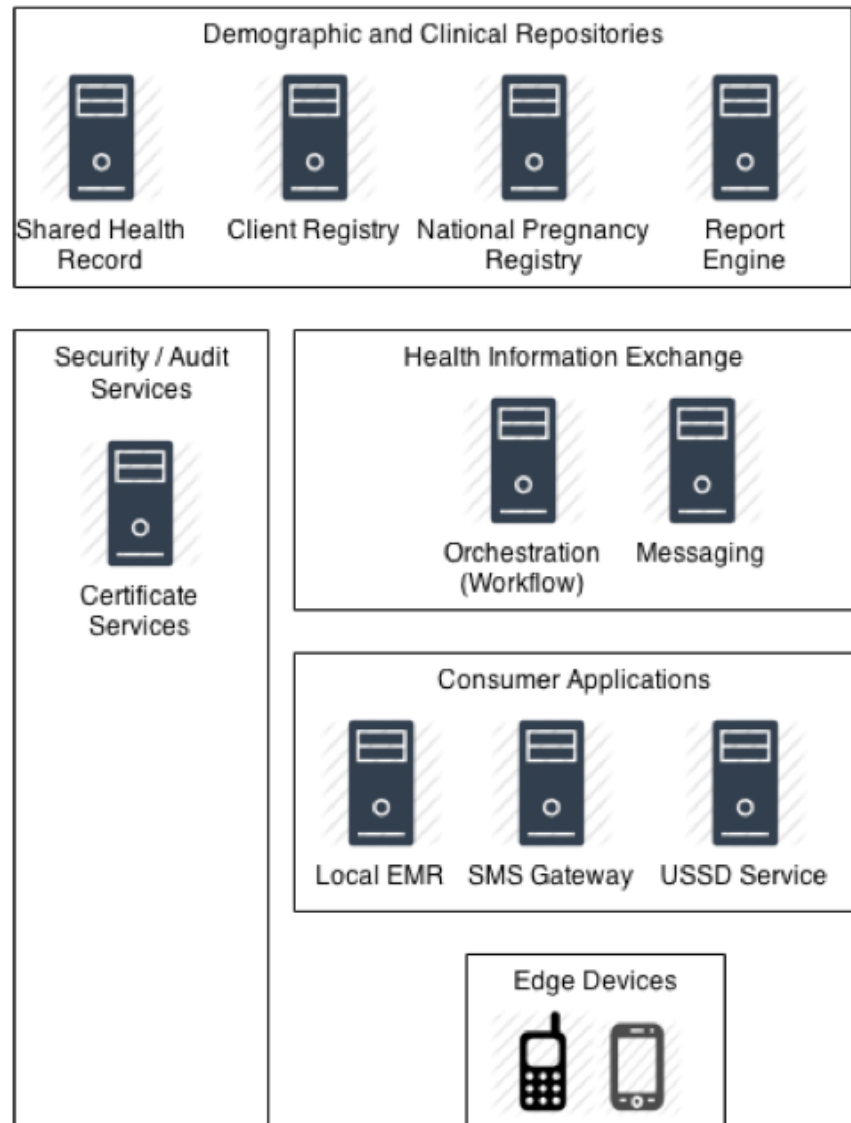 Demographic and Clinical Repositories
Shared Health
Record
Client Registry
National Pregnancy
Registry
Report
Engine
Security / Audit
Services
Certificate
Services
Health Information Exchange
Orchestration
(Workflow)
Messaging
Consumer Applications
Local EMR
SMS Gateway
USSD Service
Edge Devices